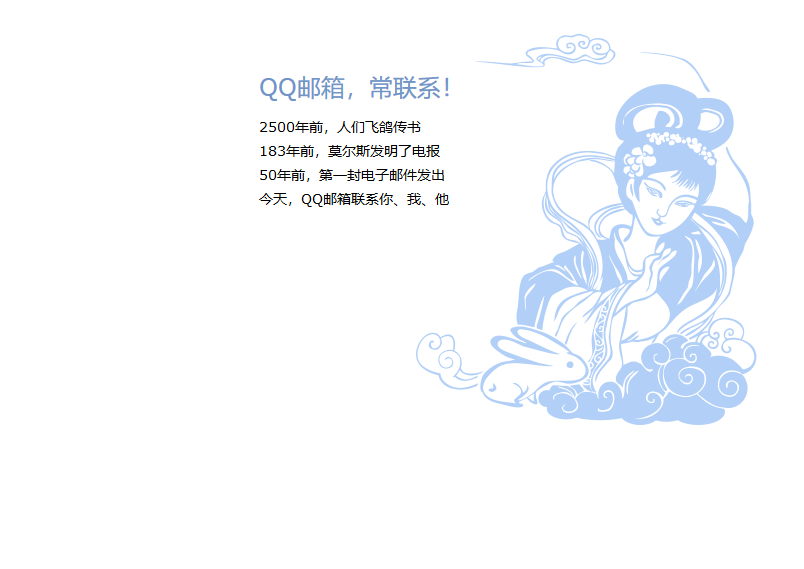 QQ邮箱，常联系！
2500年前，人们飞鸽传书
183年前，莫尔斯发明了电报
50年前，第一封电子邮件发出
今天，QQ邮箱联系你、我、他